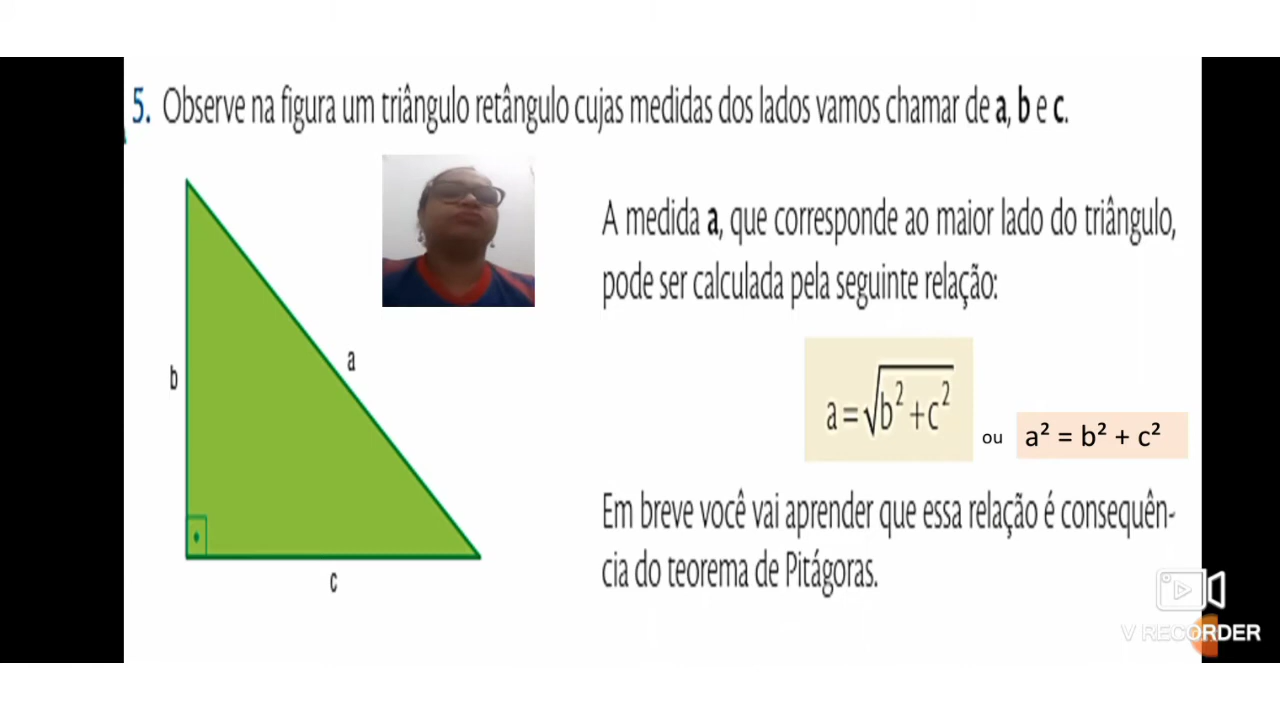 5. Observe na figura um triângulo retângulo cujas medidas dos lados vamos chamar de a, b e c.
A medida a, que corresponde ao maior lado do triângulo,
pode ser calculada pela seguinte relação:
b
a
a = √b² + c²
ou
a² = b² + c²
Em breve você vai aprender que essa relação é consequên-
cia do teorema de Pitágoras.
c
V RECORDER